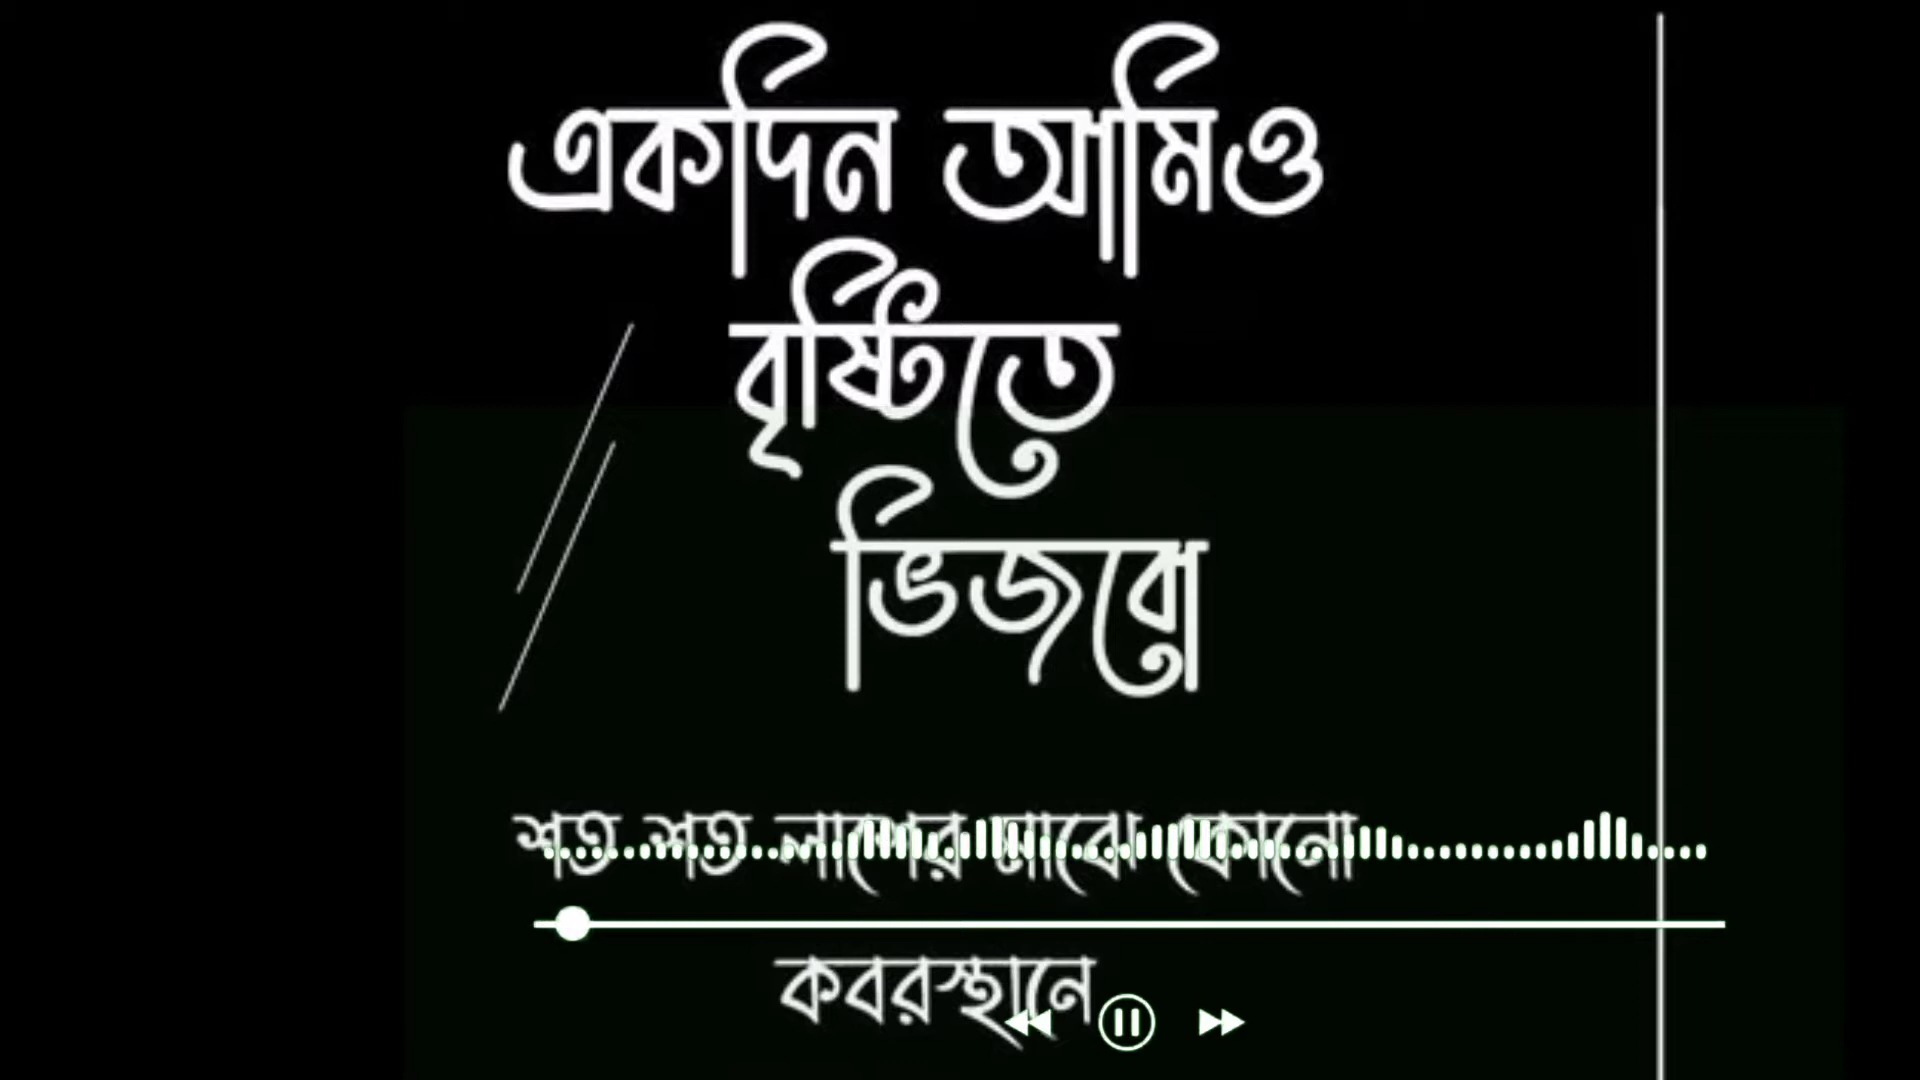 একদিন আমিও
বৃষ্টিতে
ভিজবো
শত শত লাশের মাঝে কোনো
কবরস্থানে